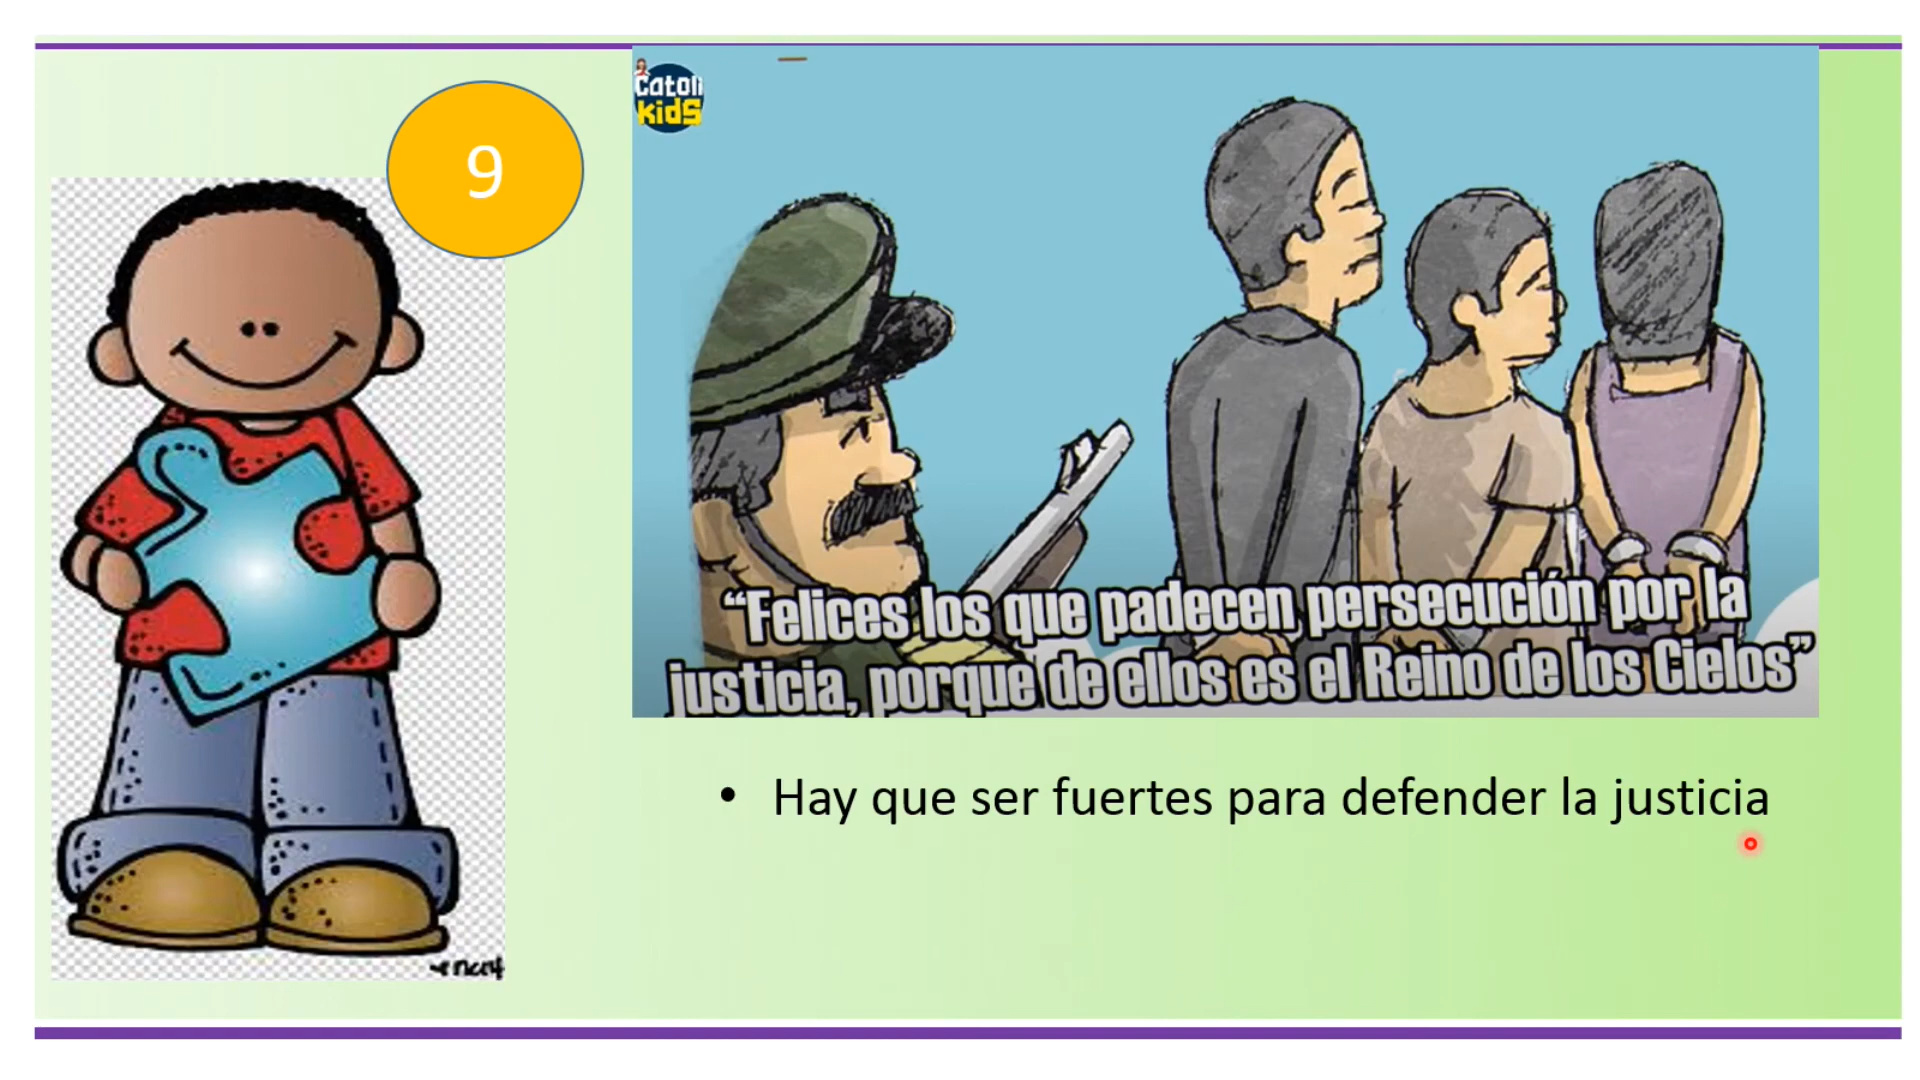 Catoli
kids
9
“Felices los que padecen persecución por la
justicia, porque de ellos es el Reino de los Cielos”
• Hay que ser fuertes para defender la justicia